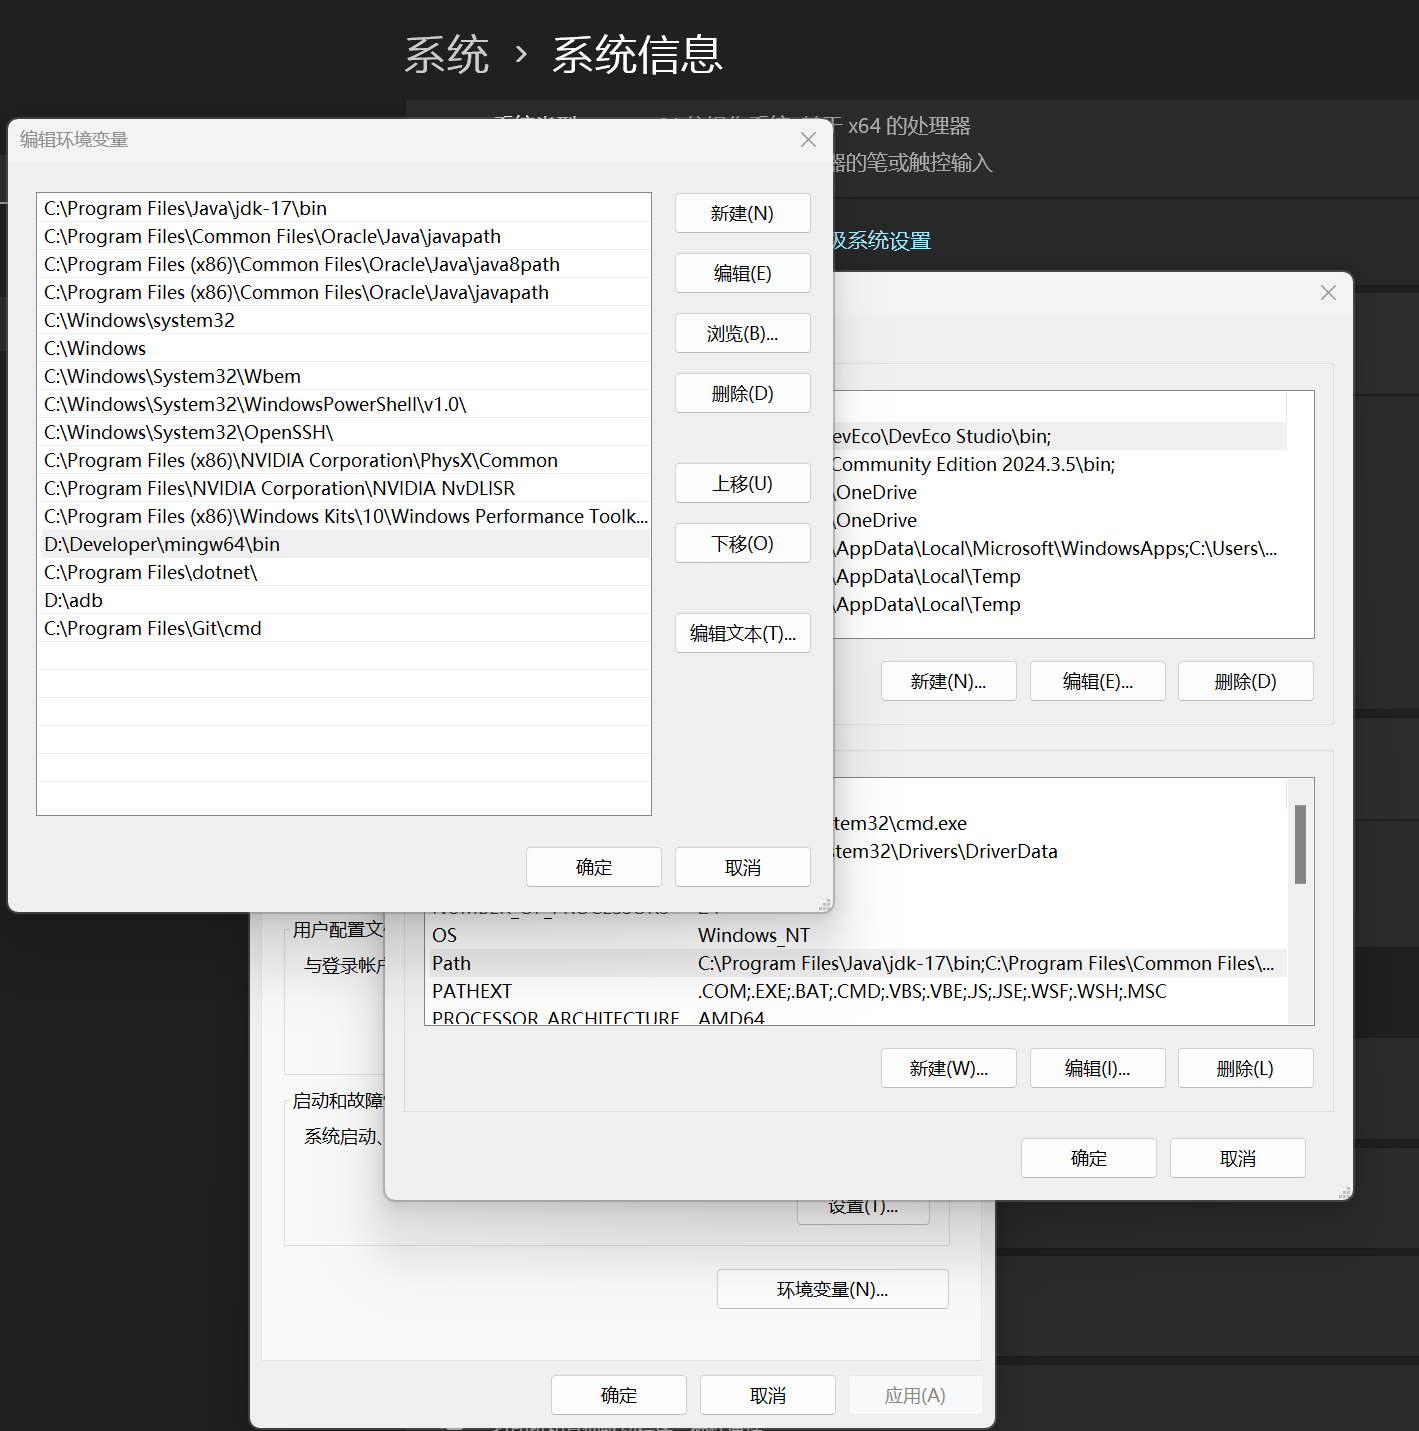 系统 › 系统信息
x64 的处理器
器的笔或触控输入
级系统设置
编辑环境变量
C:\Program Files\Java\jdk-17\bin
C:\Program Files\Common Files\Oracle\Java\javapath
C:\Program Files (x86)\Common Files\Oracle\Java\java8path
C:\Program Files (x86)\Common Files\Oracle\Java\javapath
C:\Windows\system32
C:\Windows
C:\Windows\System32\Wbem
C:\Windows\System32\WindowsPowerShell\v1.0\
C:\Windows\System32\OpenSSH\
C:\Program Files (x86)\NVIDIA Corporation\PhysX\Common
C:\Program Files\NVIDIA Corporation\NVIDIA NvDLISR
C:\Program Files (x86)\Windows Kits\10\Windows Performance Toolk...
D:\Developer\mingw64\bin
C:\Program Files\dotnet\
D:\adb
C:\Program Files\Git\cmd
新建(N)
编辑(E)
浏览(B)...
删除(D)
上移(U)
下移(O)
编辑文本(T)...
确定
取消
evEco\DevEco Studio\bin;
Community Edition 2024.3.5\bin;
\OneDrive
\OneDrive
\AppData\Local\Microsoft\WindowsApps;C:\Users\...
\AppData\Local\Temp
\AppData\Local\Temp
新建(N)...
编辑(E)...
删除(D)
tem32\cmd.exe
stem32\Drivers\DriverData
OS Windows_NT
Path C:\Program Files\Java\jdk-17\bin;C:\Program Files\Common Files\...
PATHEXT .COM;.EXE;.BAT;.CMD;.VBS;.VBE;.JS;.JSE;.WSF;.WSH;.MSC
PROCESSOR_ARCHITECTURE AMD64
新建(W)...
编辑(I)...
删除(L)
确定
取消
用户配置文
与登录帐户
启动和故障
系统启动、
设置(T)...
环境变量(N)...
确定
取消
应用(A)